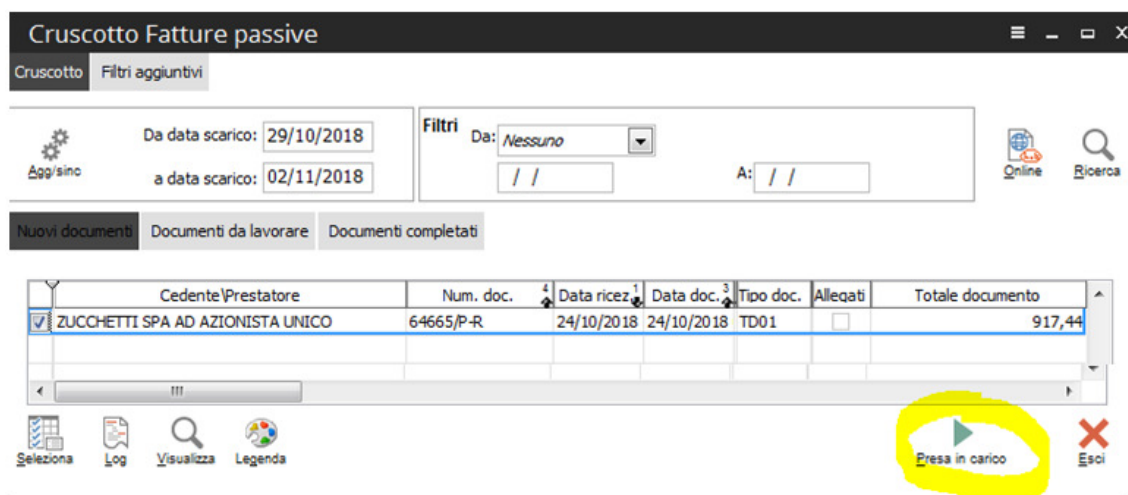 Cruscotto Fatture passive
Cruscotto Filtri aggiuntivi
Agg/sinc
Da data scarico: 29/10/2018
a data scarico: 02/11/2018
Filtri Da: Nessuno
/ / A: / /
Online Ricerca
Nuovi documenti Documenti da lavorare Documenti completati
Cedente\Prestatore Num. doc. 4 Data ricez. 1 Data doc. 3 Tipo doc. Allegati Totale documento
ZUCCHETTI SPA AD AZIONISTA UNICO 64665/P-R 24/10/2018 24/10/2018 TD01 917,44
Seleziona Log Visualizza Legenda Presa in carico Esci